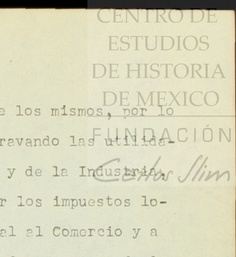 CENTRO DE
ESTUDIOS
DE HISTORIA
DE MEXICO
FUNDACIÓN
Carlos Slim
e los mismos, por lo
ravando las utilida-
y de la Industria,
r los impuestos lo-
al al Comercio y a